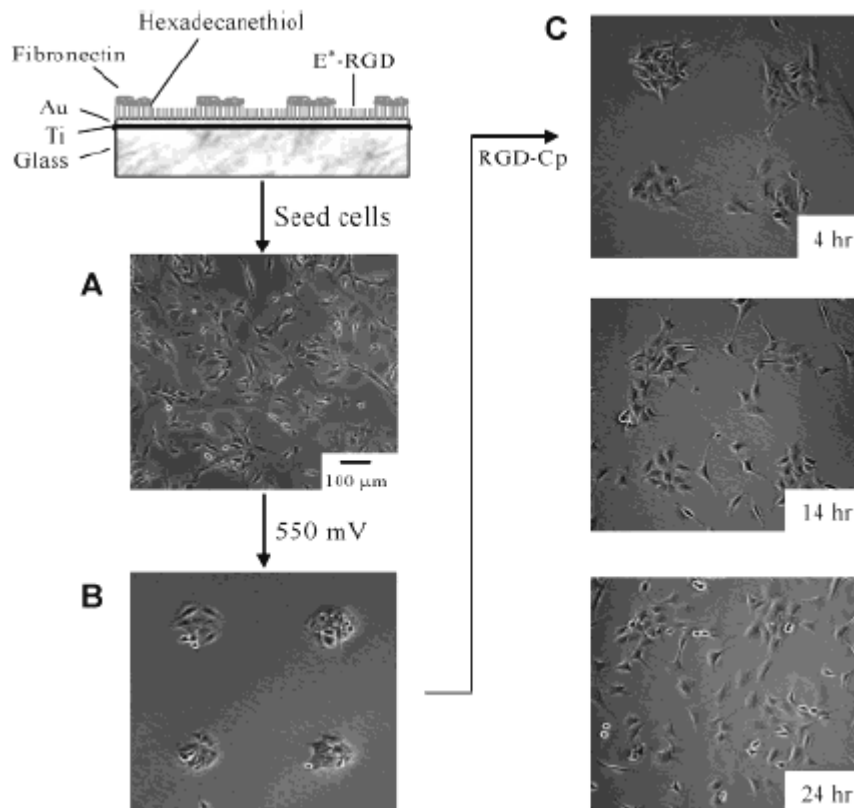 Hexadecanethiol
Fibronectin
E*-RGD
Au
Ti
Glass
Seed cells
A
100 µm
550 mV
B
C
RGD-Cp
4 hr
14 hr
24 hr